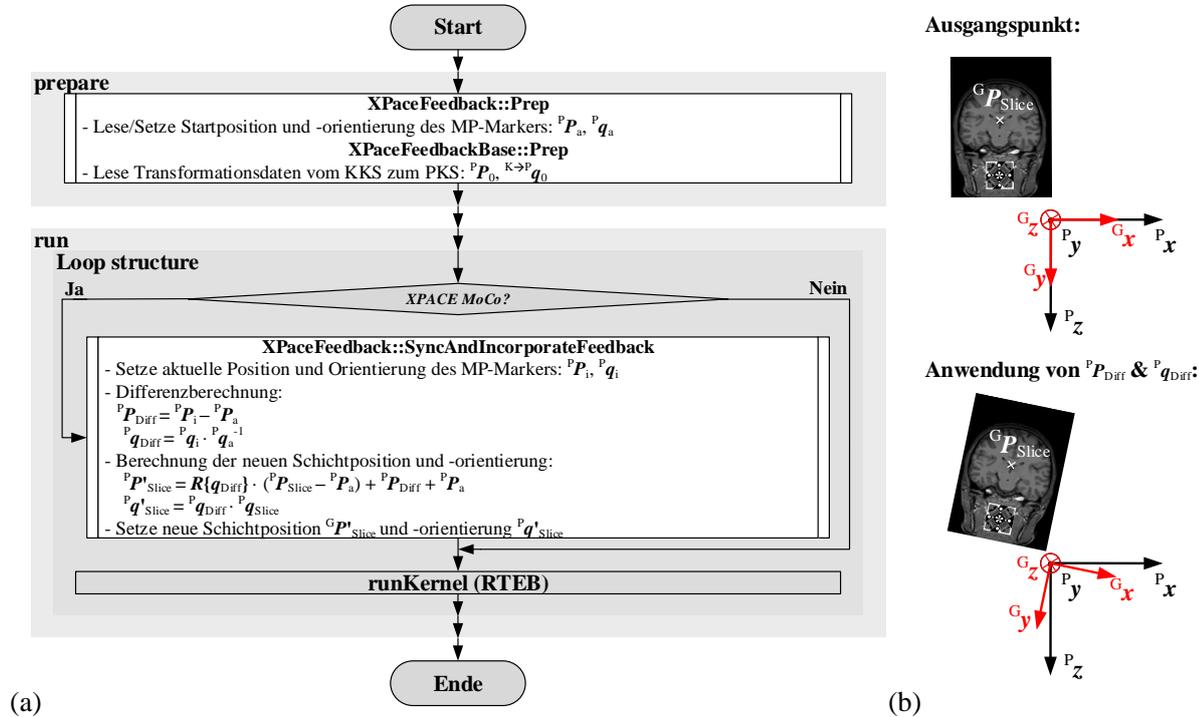 Start
prepare
XPaceFeedback::Prep
- Lese/Setze Startposition und -orientierung des MP-Markers: ᴾPₐ, ᴾqₐ
XPaceFeedbackBase::Prep
- Lese Transformationsdaten vom KKS zum PKS: ᴾP₀, ᴷ→ᴾq₀
run
Loop structure
Ja
XPACE MoCo?
Nein
XPaceFeedback::SyncAndIncorporateFeedback
- Setze aktuelle Position und Orientierung des MP-Markers: ᴾPᵢ, ᴾqᵢ
- Differenzberechnung:
ᴾP_Diff = ᴾPᵢ – ᴾPₐ
ᴾq_Diff = ᴾqᵢ · ᴾqₐ⁻¹
- Berechnung der neuen Schichtposition und -orientierung:
ᴾP'_Slice = R{q_Diff} · (ᴾP_Slice – ᴾPₐ) + ᴾP_Diff + ᴾPₐ
ᴾq'_Slice = ᴾq_Diff · ᴾq_Slice
- Setze neue Schichtposition ᴳP'_Slice und -orientierung ᴾq'_Slice
runKernel (RTEB)
Ende
(a)
Ausgangspunkt:
ᴳP_Slice
ᴳz
ᴾy
ᴳx
ᴾx
ᴳy
ᴾz
Anwendung von ᴾP_Diff & ᴾq_Diff:
ᴳP_Slice
ᴳz
ᴾy
ᴳx
ᴾx
ᴳy
ᴾz
(b)